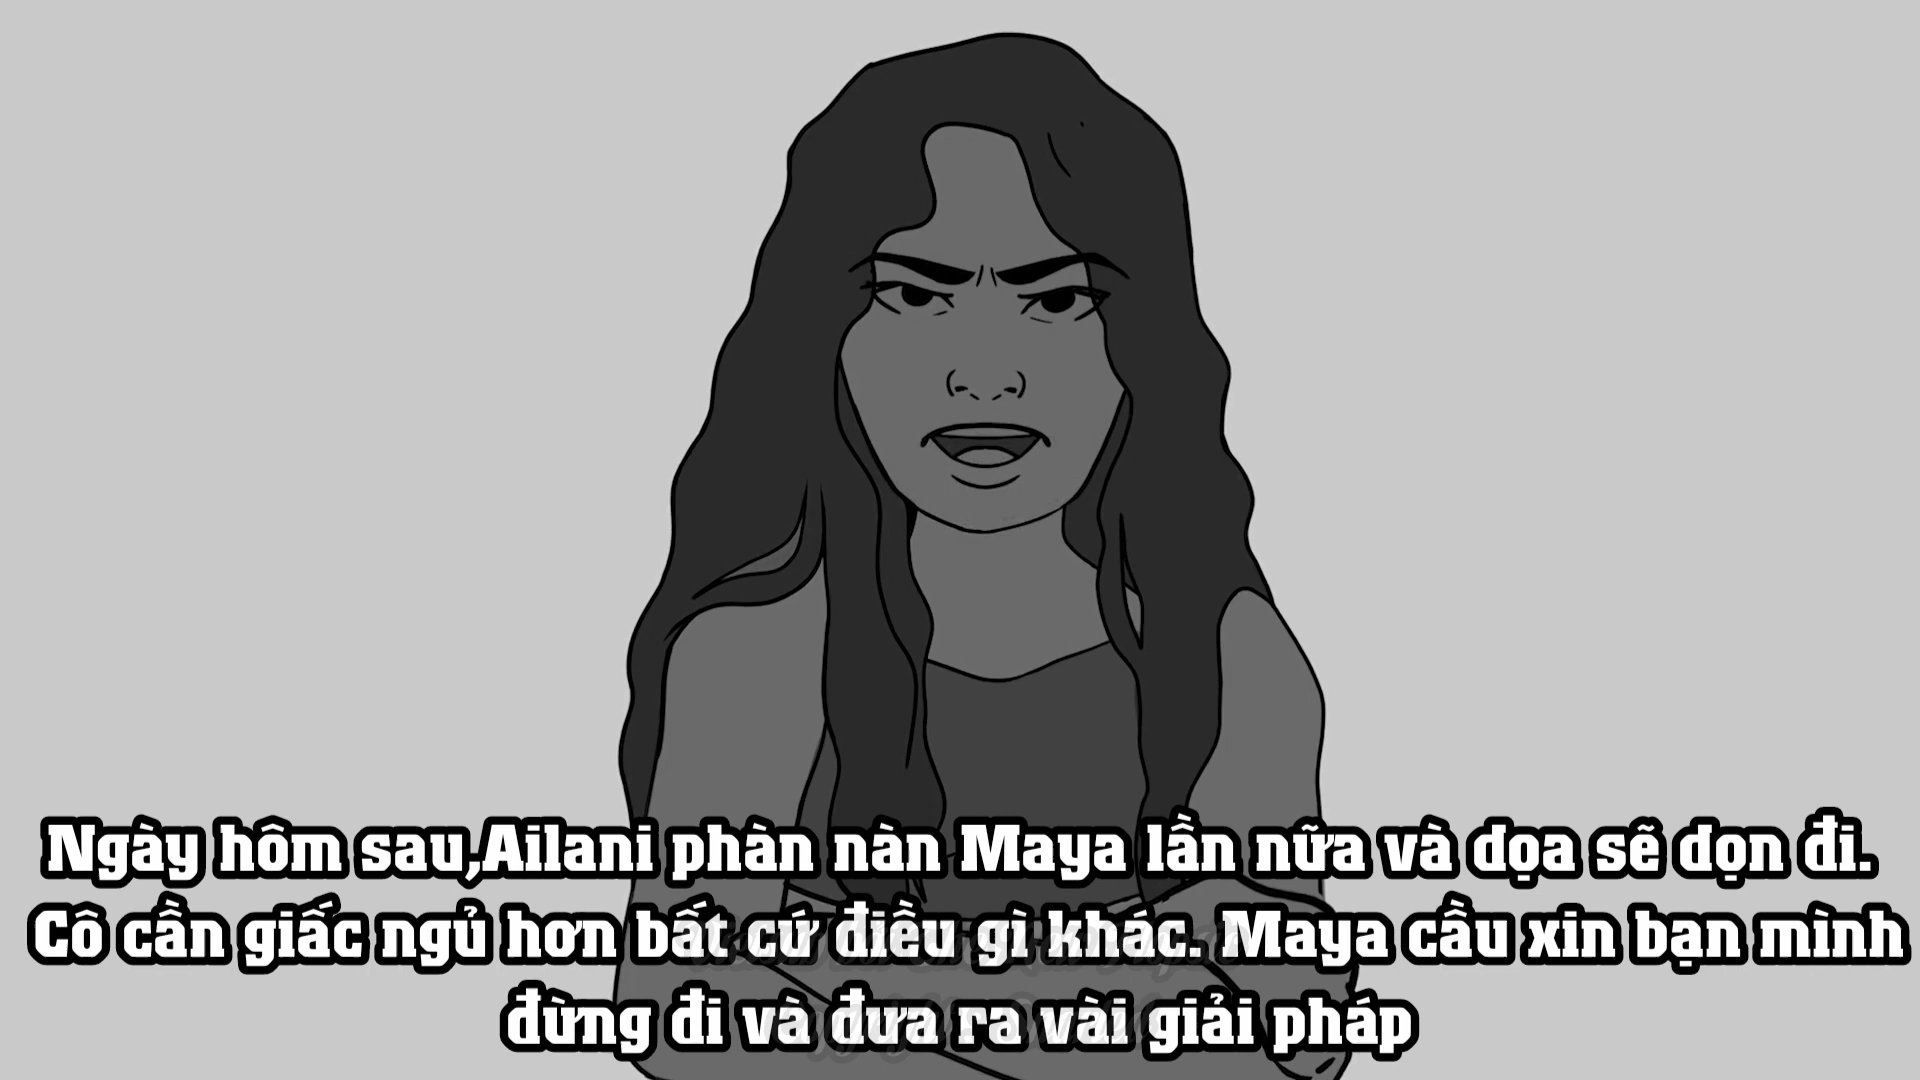 Ngày hôm sau,Ailani phàn nàn Maya lần nữa và dọa sẽ dọn đi.
Cô cần giấc ngủ hơn bất cứ điều gì khác. Maya cầu xin bạn mình
đừng đi và đưa ra vài giải pháp